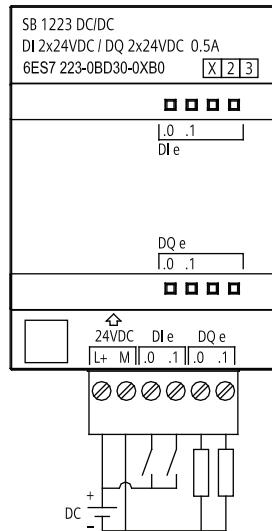 SB 1223 DC/DC
DI 2x24VDC / DQ 2x24VDC 0.5A
6ES7 223-0BD30-0XB0 X 2 3
.0 .1
DI e
DQ e
.0 .1
24VDC DI e DQ e
L+ M .0 .1 .0 .1
+
DC
–